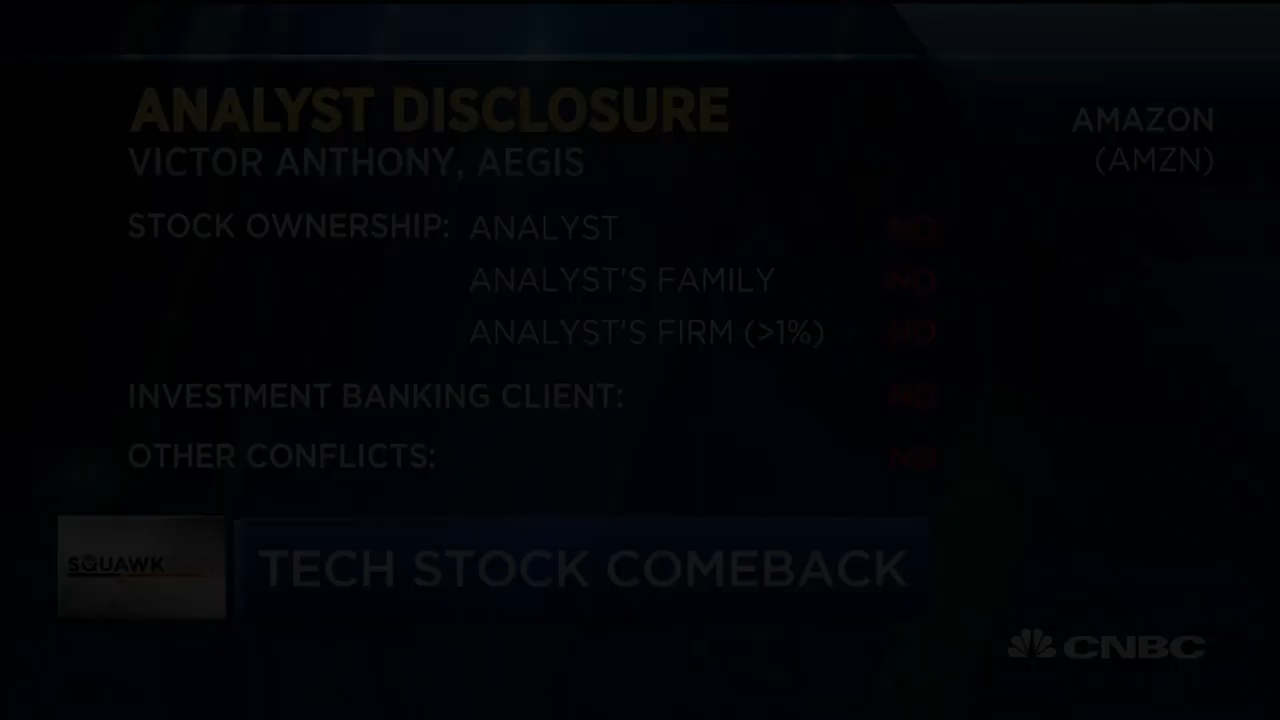 ANALYST DISCLOSURE
AMAZON
VICTOR ANTHONY, AEGIS
(AMZN)
STOCK OWNERSHIP: ANALYST NO
ANALYST'S FAMILY NO
ANALYST'S FIRM (>1%) NO
INVESTMENT BANKING CLIENT: NO
OTHER CONFLICTS: NO
SQUAWK
TECH STOCK COMEBACK
CNBC